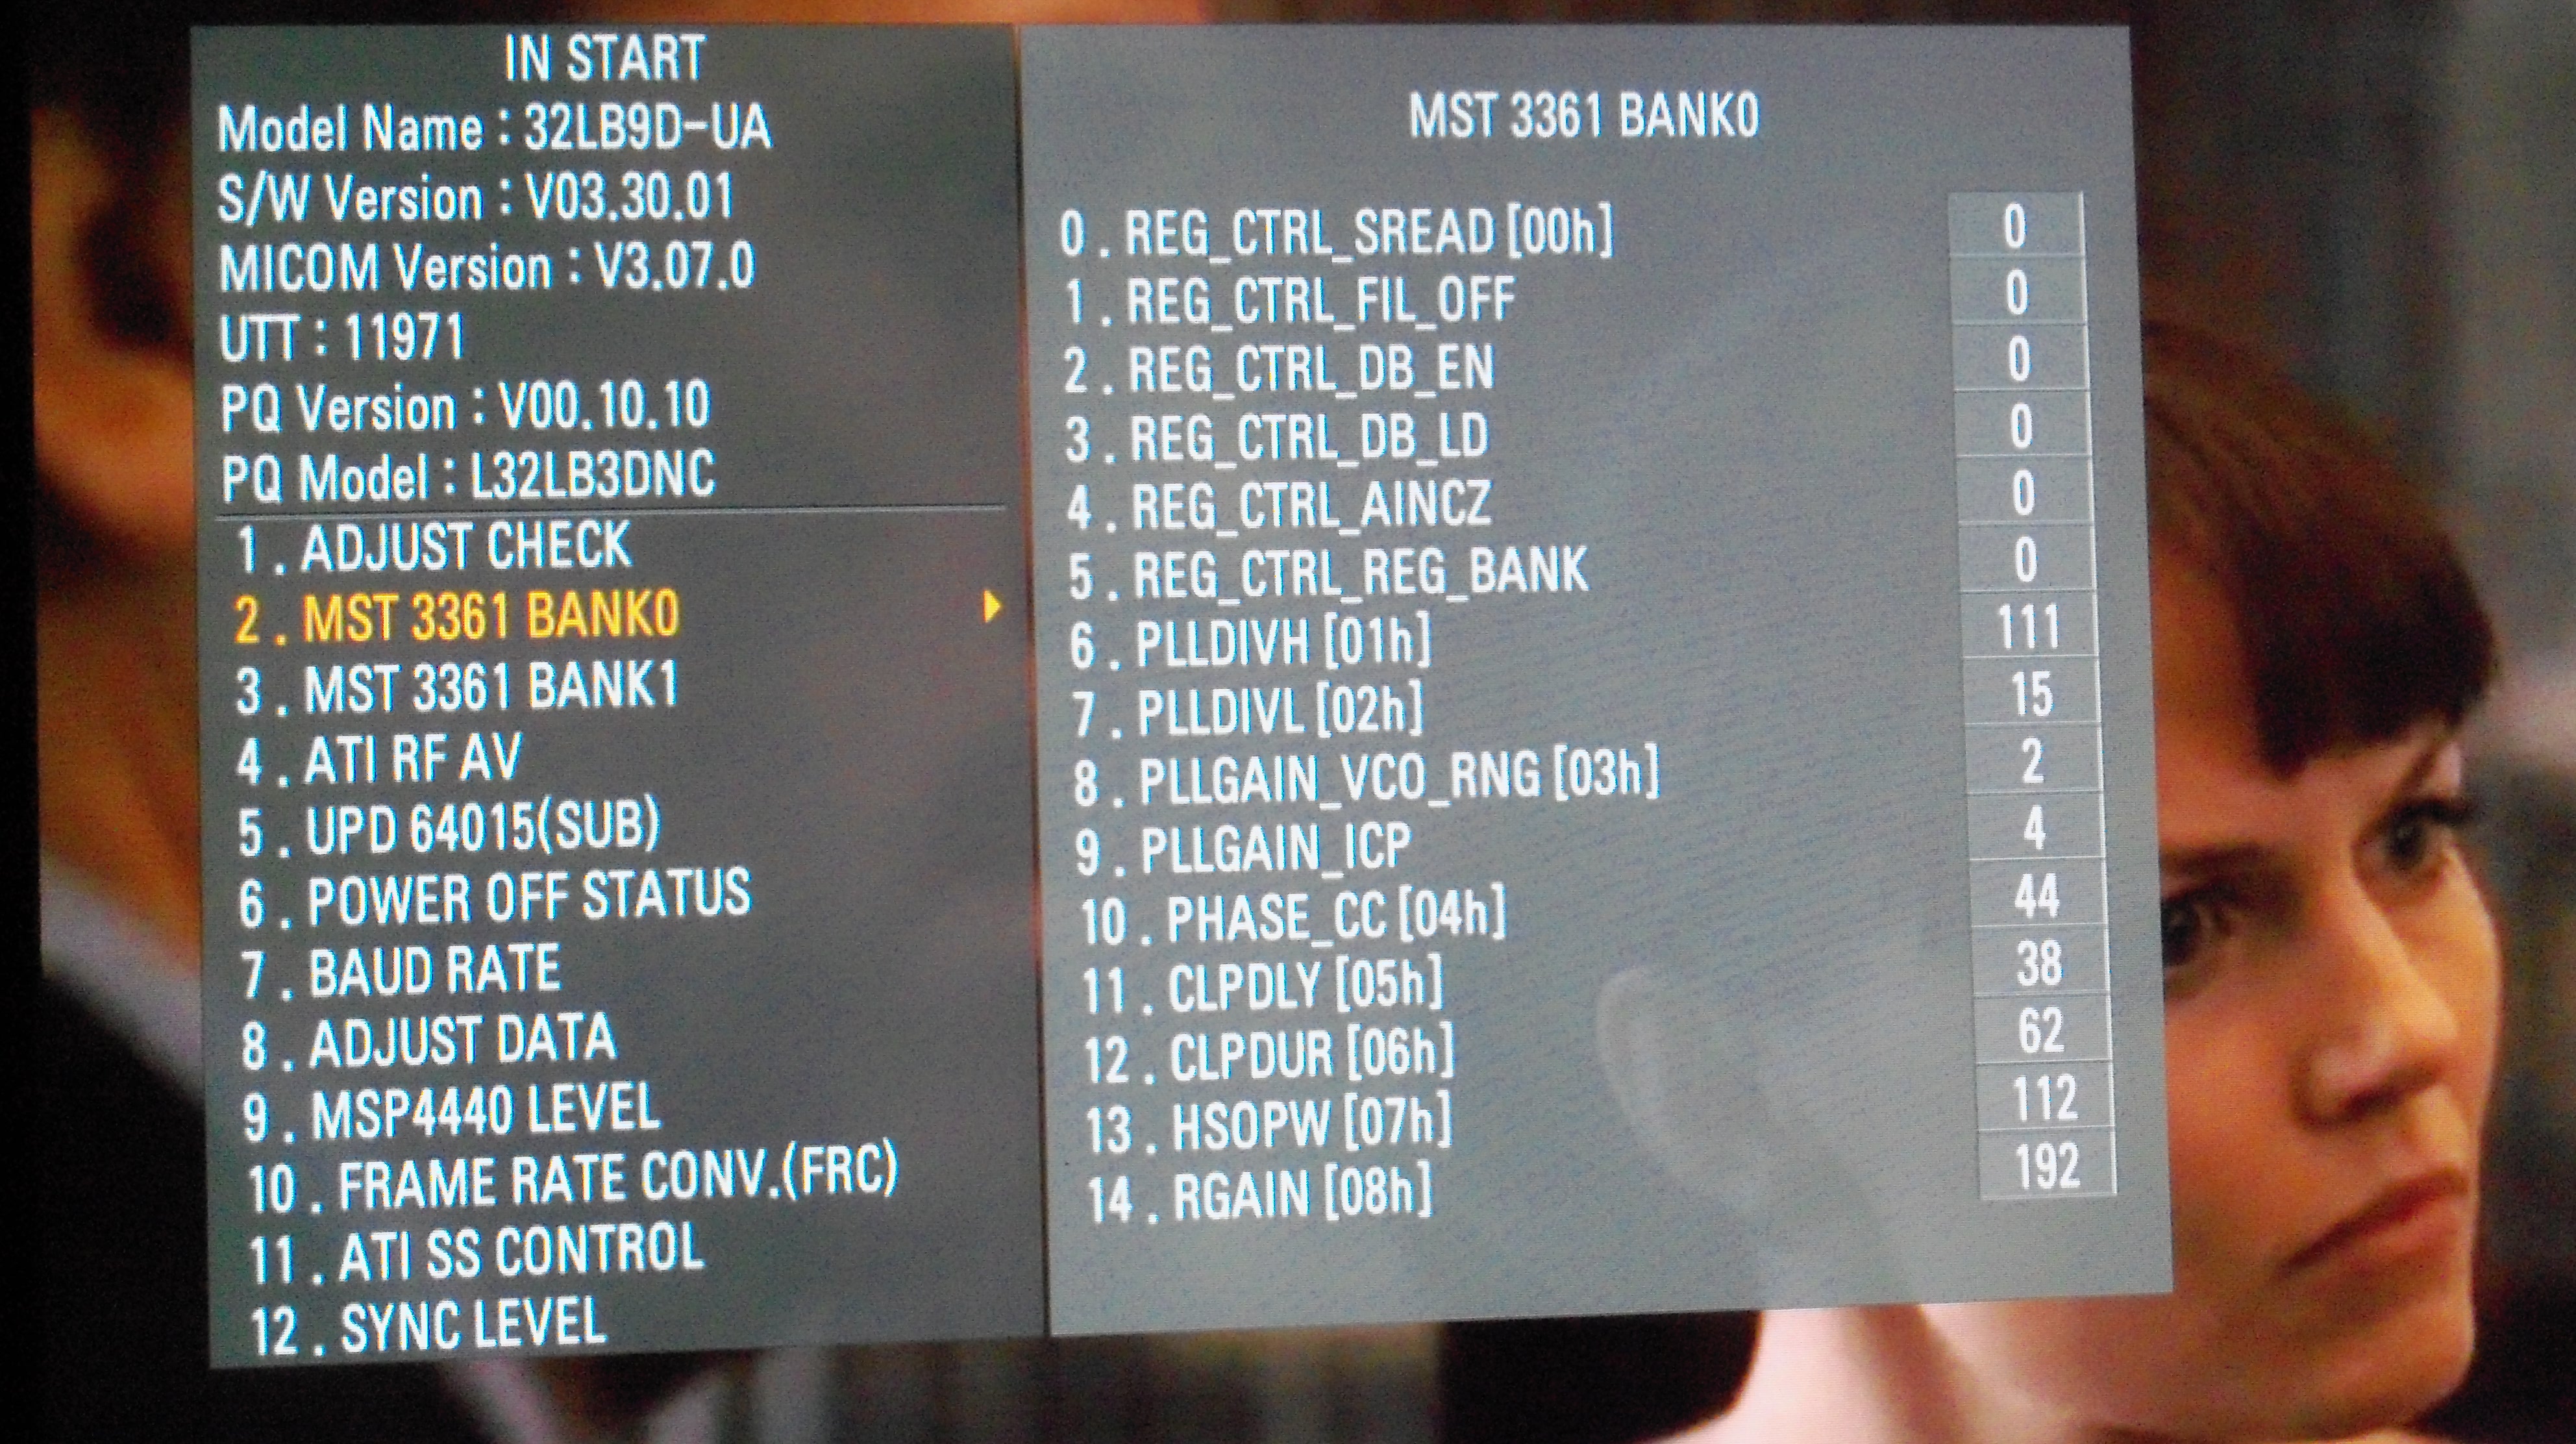 IN START
Model Name : 32LB9D-UA
S/W Version : V03.30.01
MICOM Version : V3.07.0
UTT : 11971
PQ Version : V00.10.10
PQ Model : L32LB3DNC
1 . ADJUST CHECK
2 . MST 3361 BANK0
3 . MST 3361 BANK1
4 . ATI RF AV
5 . UPD 64015(SUB)
6 . POWER OFF STATUS
7 . BAUD RATE
8 . ADJUST DATA
9 . MSP4440 LEVEL
10 . FRAME RATE CONV.(FRC)
11 . ATI SS CONTROL
12 . SYNC LEVEL
MST 3361 BANK0
0 . REG_CTRL_SREAD [00h] 0
1 . REG_CTRL_FIL_OFF 0
2 . REG_CTRL_DB_EN 0
3 . REG_CTRL_DB_LD 0
4 . REG_CTRL_AINCZ 0
5 . REG_CTRL_REG_BANK 0
6 . PLLDIVH [01h] 111
7 . PLLDIVL [02h] 15
8 . PLLGAIN_VCO_RNG [03h] 2
9 . PLLGAIN_ICP 4
10 . PHASE_CC [04h] 44
11 . CLPDLY [05h] 38
12 . CLPDUR [06h] 62
13 . HSOPW [07h] 112
14 . RGAIN [08h] 192